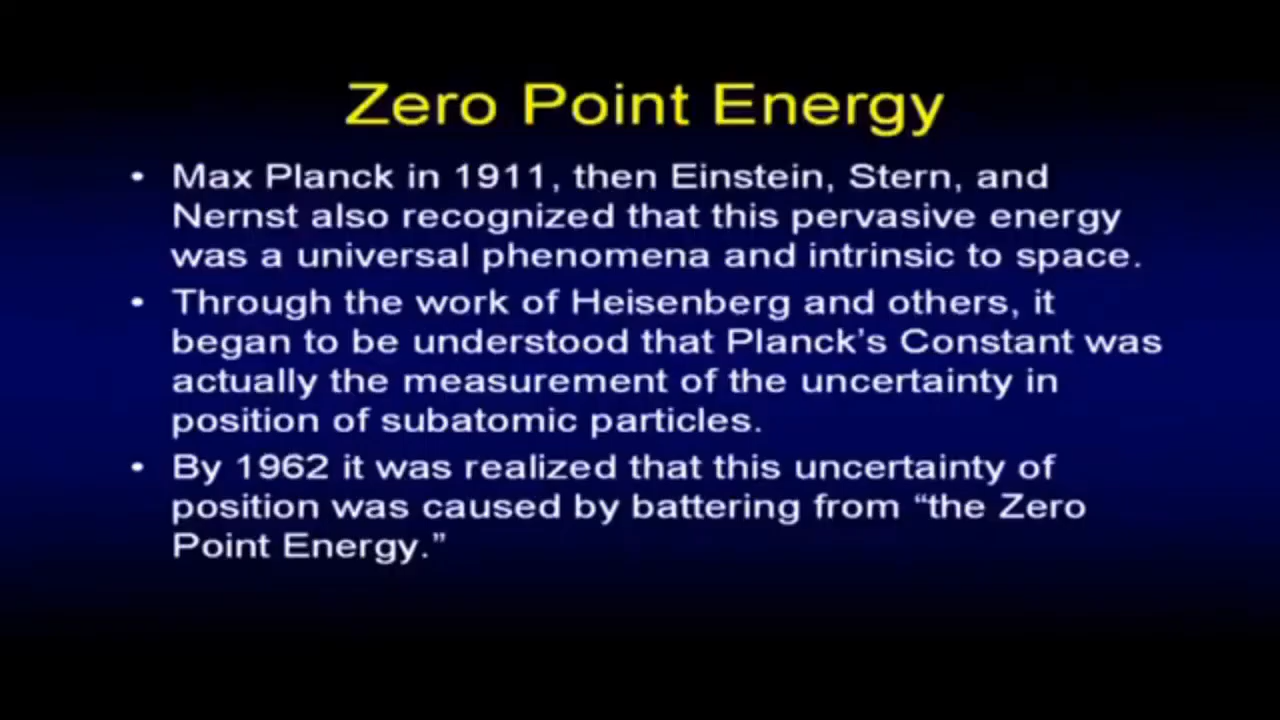 Zero Point Energy
• Max Planck in 1911, then Einstein, Stern, and
Nernst also recognized that this pervasive energy
was a universal phenomena and intrinsic to space.
• Through the work of Heisenberg and others, it
began to be understood that Planck’s Constant was
actually the measurement of the uncertainty in
position of subatomic particles.
• By 1962 it was realized that this uncertainty of
position was caused by battering from “the Zero
Point Energy.”